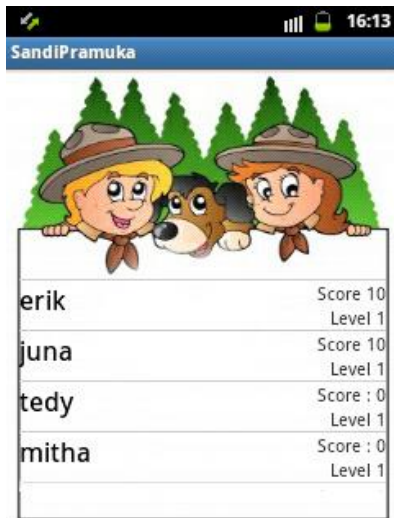 16:13
SandiPramuka
erik
Score 10
Level 1
juna
Score 10
Level 1
tedy
Score : 0
Level 1
mitha
Score : 0
Level 1